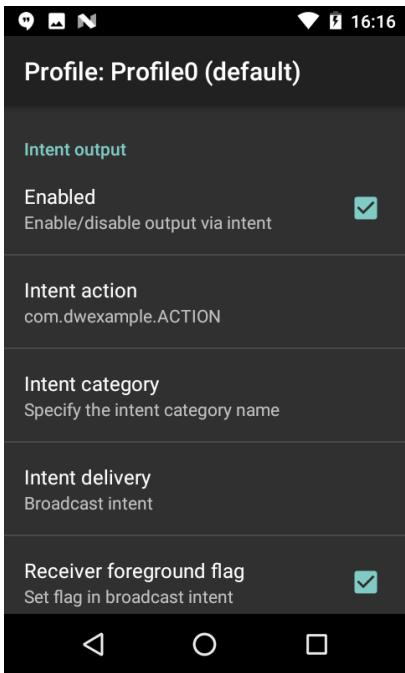 16:16
Profile: Profile0 (default)
Intent output
Enabled
Enable/disable output via intent
Intent action
com.dwexample.ACTION
Intent category
Specify the intent category name
Intent delivery
Broadcast intent
Receiver foreground flag
Set flag in broadcast intent